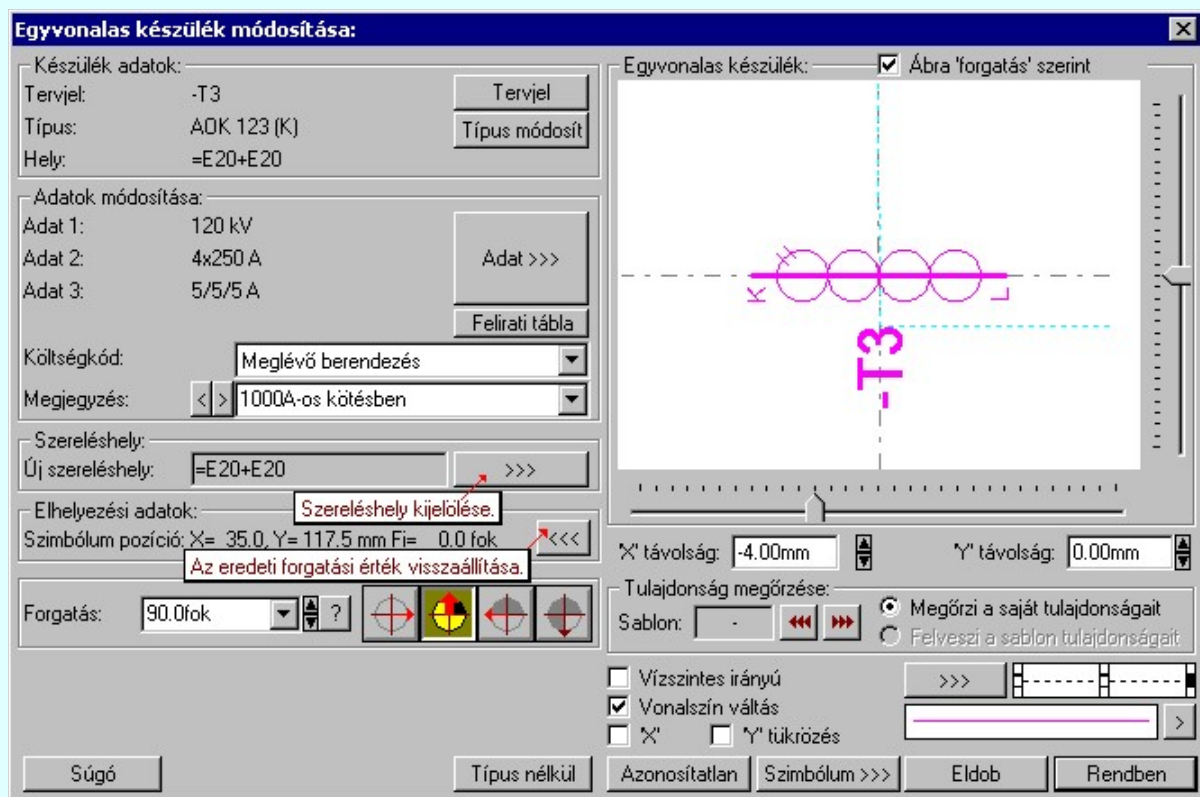 Egyvonalas készülék módosítása:
Készülék adatok:
Tervjel: -T3
Tervjel
Típus: AOK 123 (K)
Típus módosít
Hely: =E20+E20
Adatok módosítása:
Adat 1: 120 kV
Adat 2: 4x250 A
Adat >>>
Adat 3: 5/5/5 A
Felirati tábla
Költségkód: Meglévő berendezés
Megjegyzés: < > 1000A-os kötésben
Szereléshely:
Új szereléshely: =E20+E20 >>>
Szereléshely kijelölése.
Elhelyezési adatok:
Szimbólum pozíció: X= 35.0, Y= 117.5 mm Fi= 0.0 fok <<<
Az eredeti forgatási érték visszaállítása.
Forgatás: 90.0fok ?
Súgó
Típus nélkül
Egyvonalas készülék: Ábra 'forgatás' szerint
K
L
-T3
'X' távolság: -4.00mm
'Y' távolság: 0.00mm
Tulajdonság megőrzése:
Sablon: -
Megőrzi a saját tulajdonságait
Felveszi a sablon tulajdonságait
Vízszintes irányú
>>>
Vonalszín váltás
'X' 'Y' tükrözés
>
Azonosítatlan
Szimbólum >>>
Eldob
Rendben